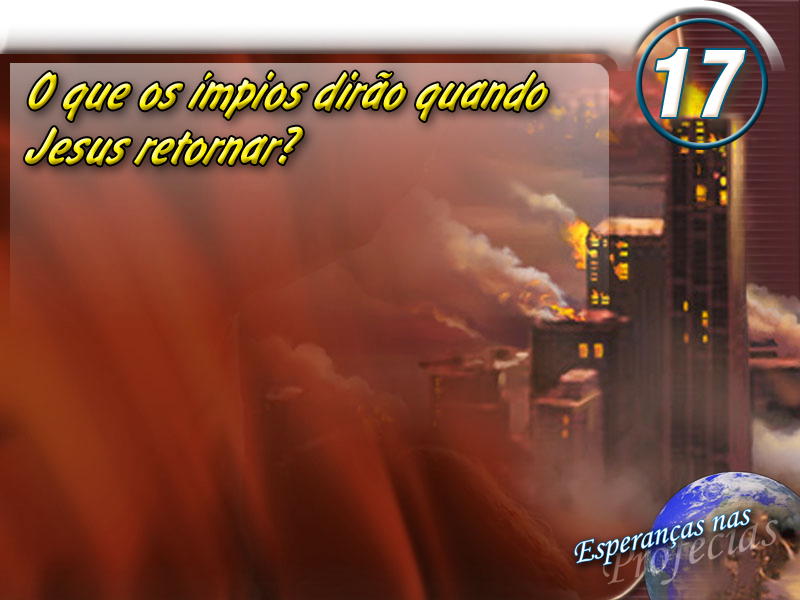 O que os ímpios dirão quando
Jesus retornar?
17
Esperanças nas
Profecias